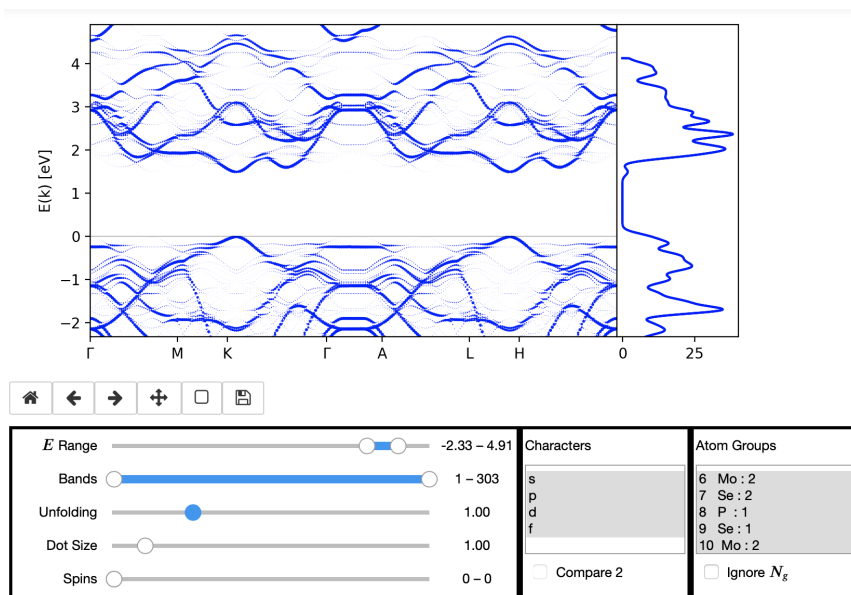 E(k) [eV]
4
3
2
1
0
−1
−2
Γ M K Γ A L H 0 25
E Range -2.33 – 4.91
Bands 1 – 303
Unfolding 1.00
Dot Size 1.00
Spins 0 – 0
Characters
s
p
d
f
Compare 2
Atom Groups
6 Mo : 2
7 Se : 2
8 P : 1
9 Se : 1
10 Mo : 2
Ignore Ng